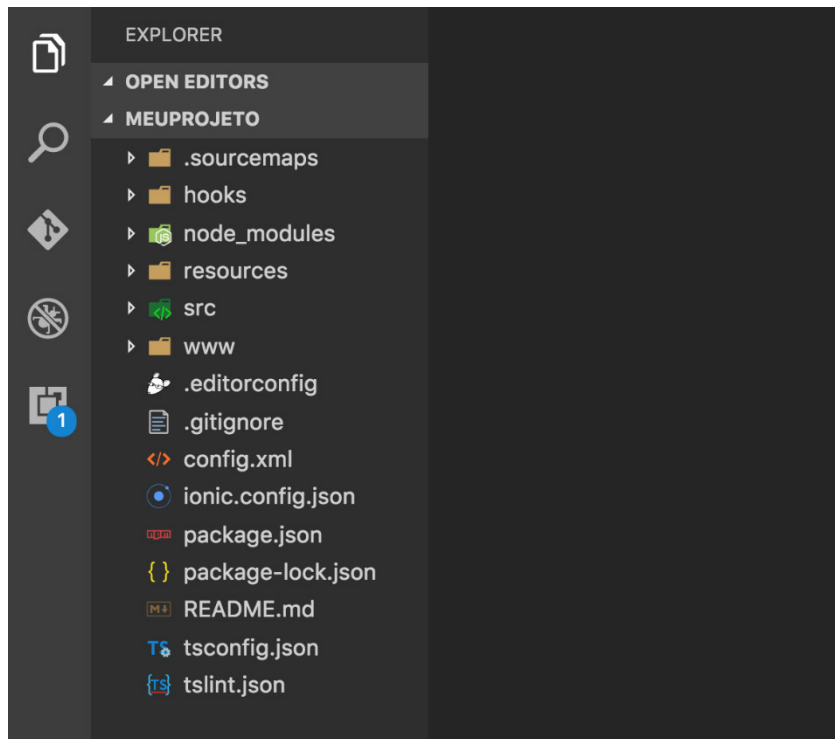 EXPLORER
OPEN EDITORS
MEUPROJETO
.sourcemaps
hooks
node_modules
resources
src
www
.editorconfig
.gitignore
config.xml
1
ionic.config.json
package.json
package-lock.json
README.md
tsconfig.json
tslint.json